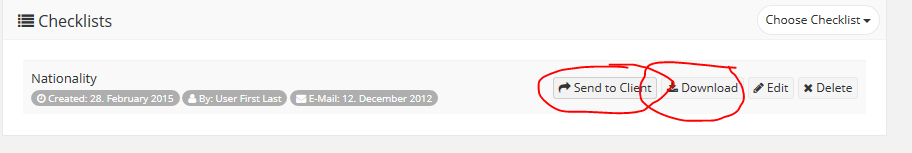 Checklists
Choose Checklist
Nationality
Created: 28. February 2015 By: User First Last E-Mail: 12. December 2012
Send to Client Download Edit Delete